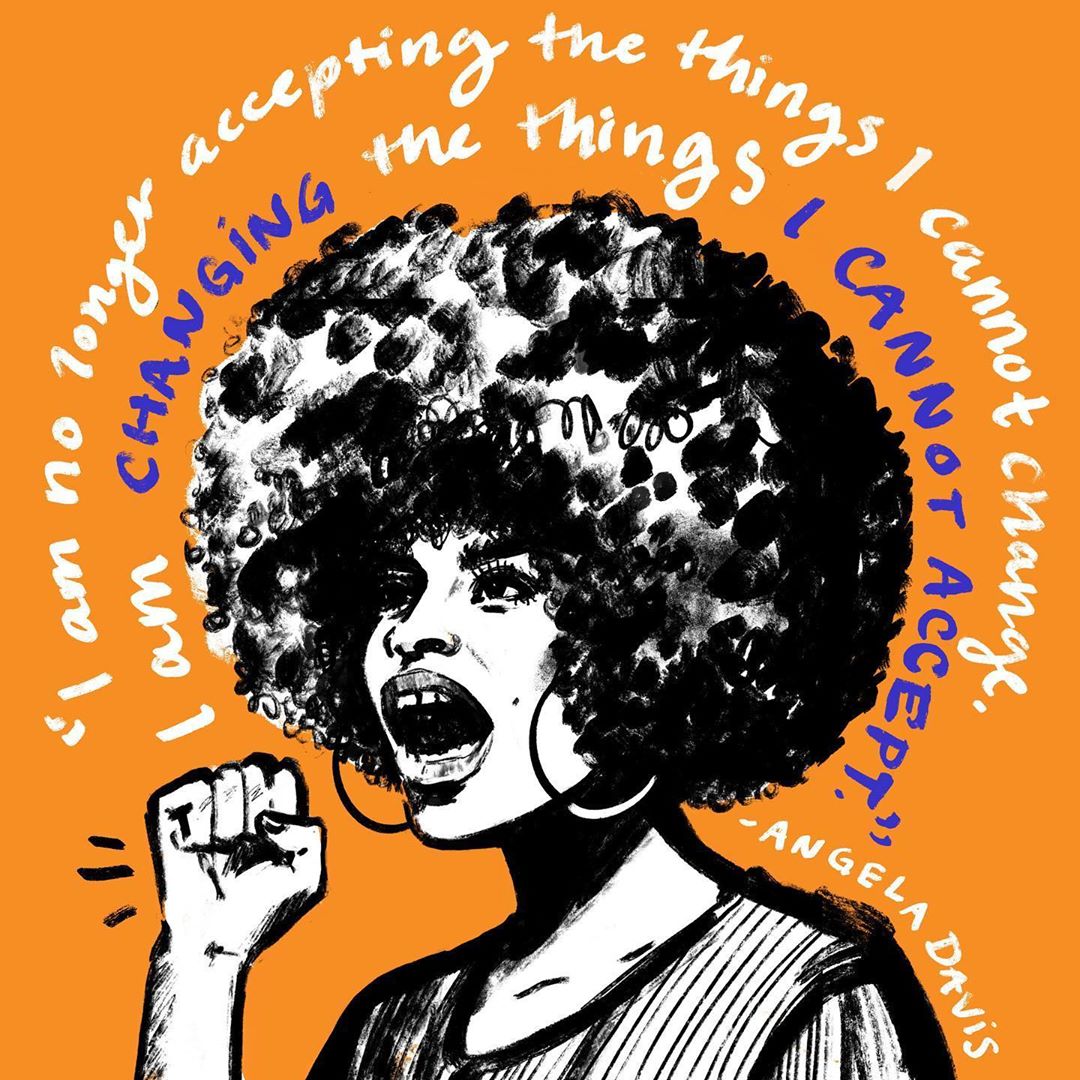 "I am no longer accepting the things I cannot change.
I am CHANGING the things I CANNOT ACCEPT."
- ANGELA DAVIS